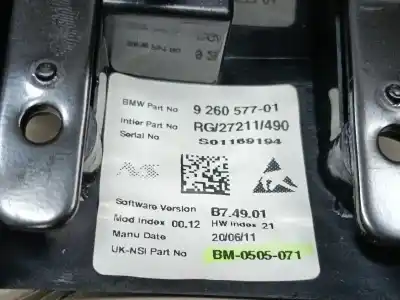 BMW Part No 9 260 577-01
Intier Part No RG/27211/490
Serial No S01169194
Software Version B7.49.01
Mod Index 00,12 HW Index 21
Manu Date 20/06/11
UK-NSI Part No BM-0505-071